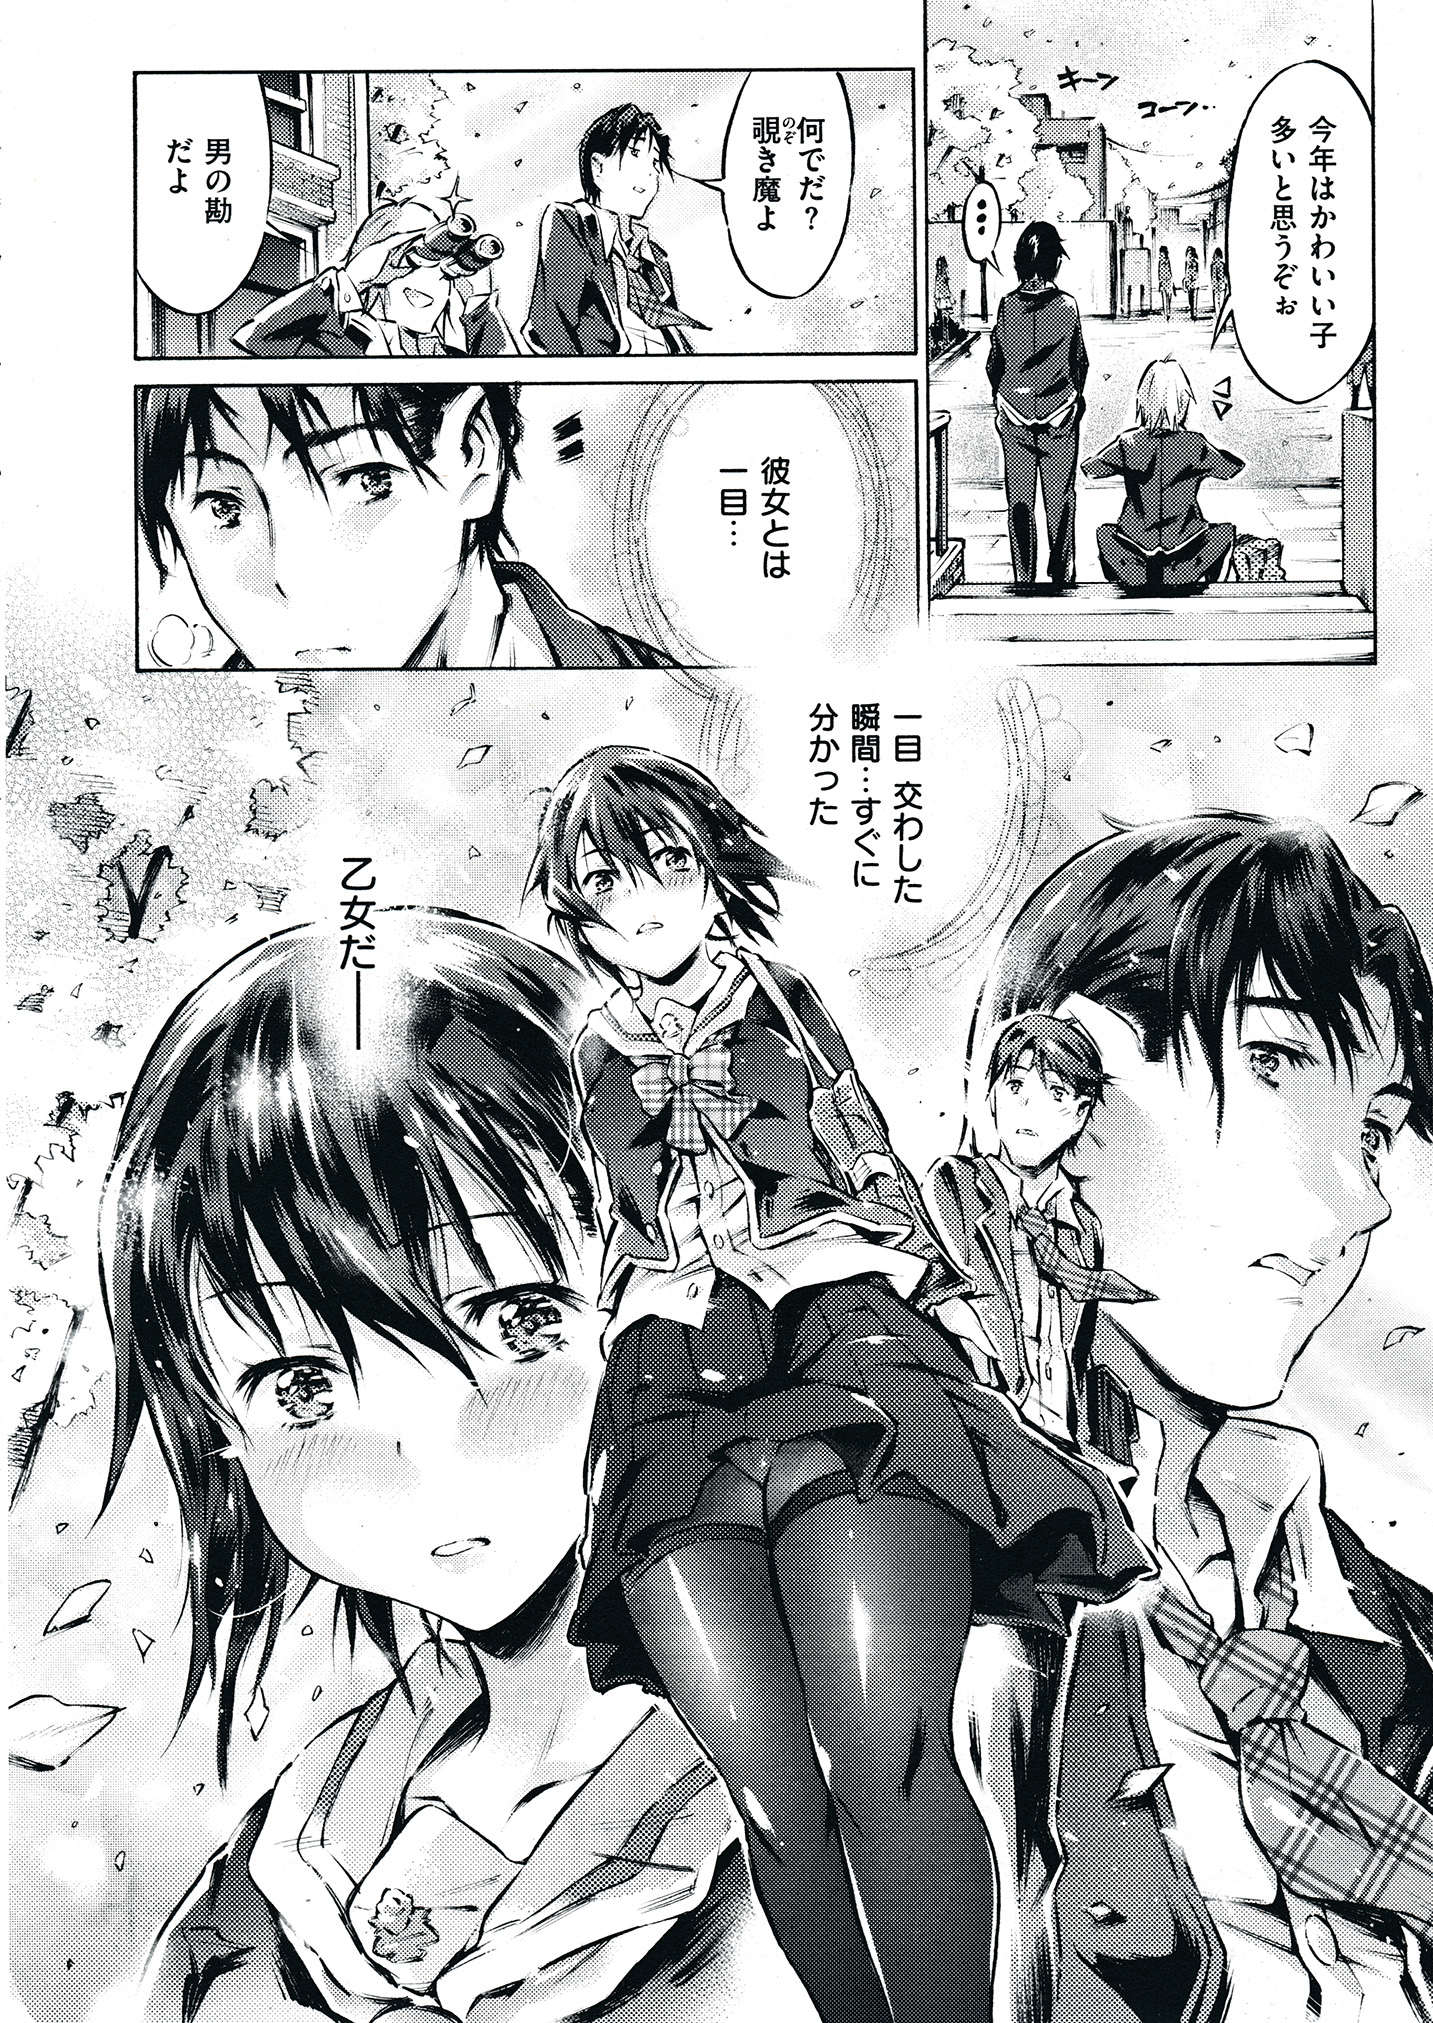 キーン
コーン‥
今年はかわいい子
多いと思うぞぉ
・・・
何でだ?
覗き魔よ
のぞ
男の勘
だよ
彼女とは
一目…
一目 交わした
瞬間…すぐに
分かった
乙女だ――